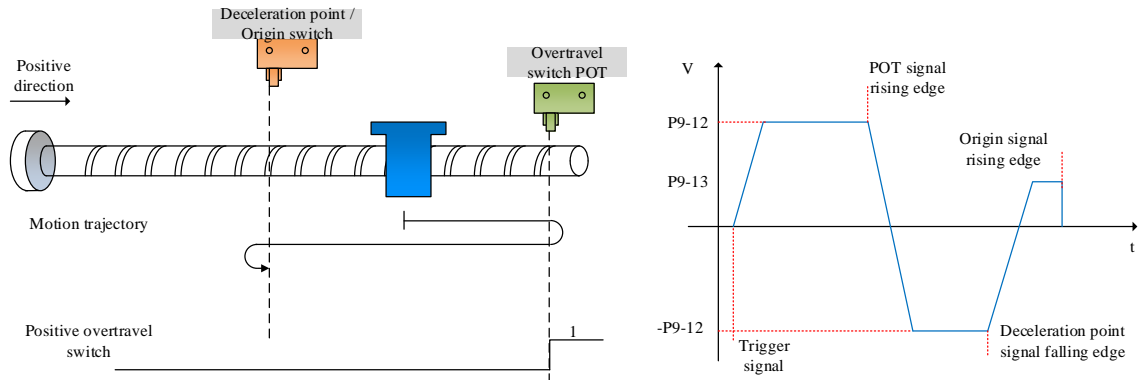 Deceleration point /
Origin switch
Overtravel
switch POT
Positive
direction
Motion trajectory
Positive overtravel
switch
1
V
POT signal
rising edge
P9-12
Origin signal
rising edge
P9-13
t
-P9-12
Trigger
signal
Deceleration point
signal falling edge